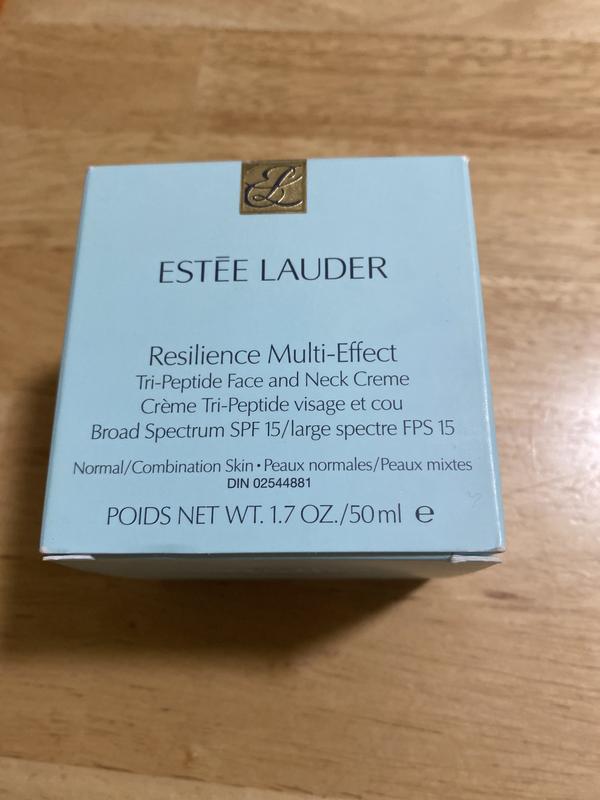 ESTĒE LAUDER
Resilience Multi-Effect
Tri-Peptide Face and Neck Creme
Crème Tri-Peptide visage et cou
Broad Spectrum SPF 15/large spectre FPS 15
Normal/Combination Skin • Peaux normales/Peaux mixtes
DIN 02544881
POIDS NET WT. 1.7 OZ./50 ml ℮